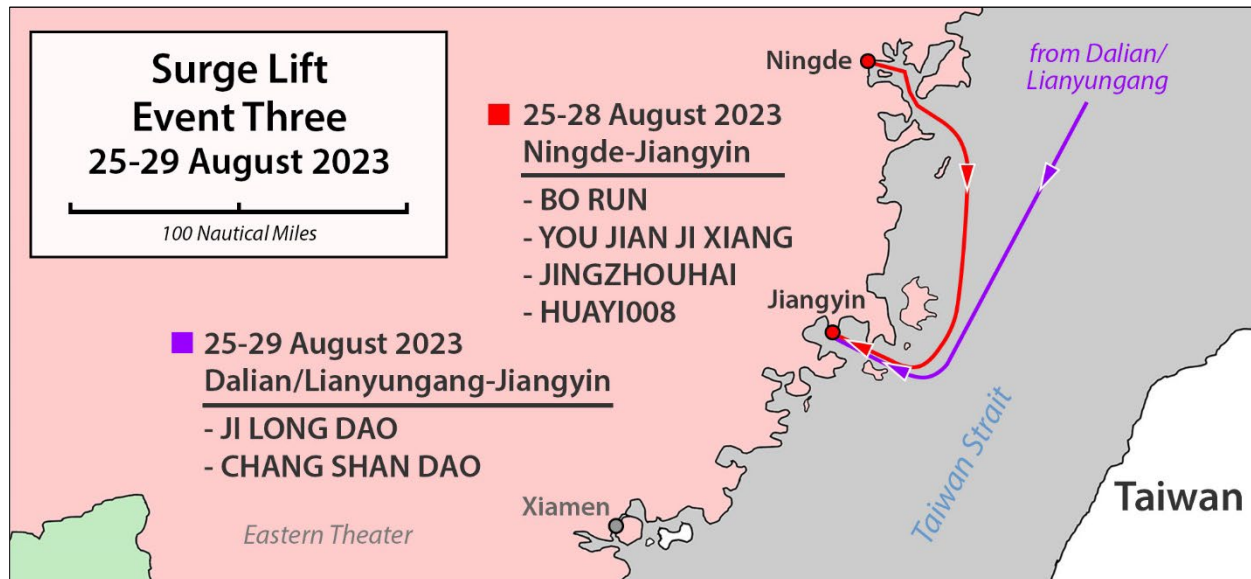 Surge Lift
Event Three
25-29 August 2023
100 Nautical Miles
Ningde
from Dalian/
Lianyungang
25-28 August 2023
Ningde-Jiangyin
- BO RUN
- YOU JIAN JI XIANG
- JINGZHOUHAI
- HUAYI008
Jiangyin
25-29 August 2023
Dalian/Lianyungang-Jiangyin
- JI LONG DAO
- CHANG SHAN DAO
Taiwan Strait
Taiwan
Xiamen
Eastern Theater